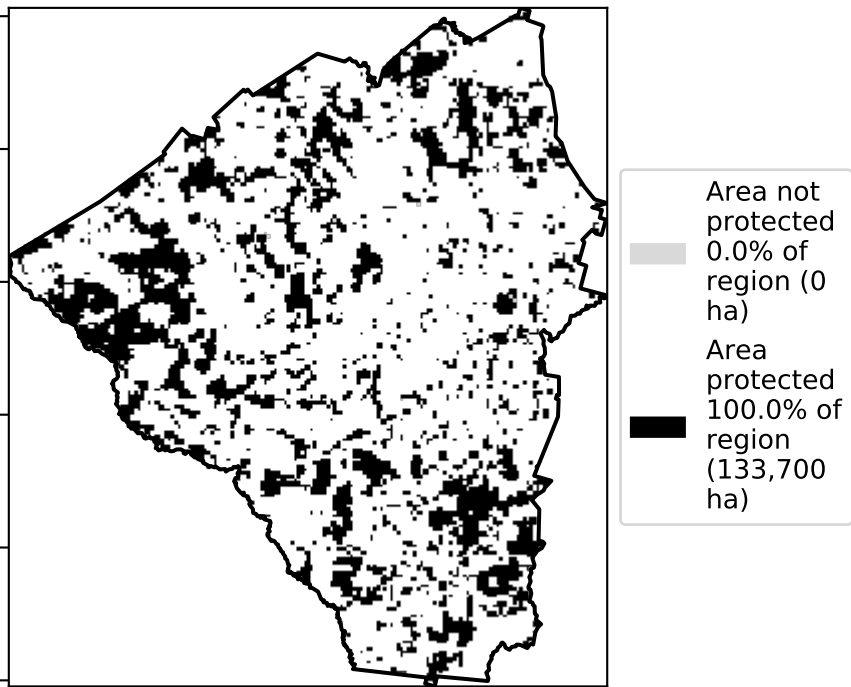 Area not
protected
0.0% of
region (0
ha)
Area
protected
100.0% of
region
(133,700
ha)